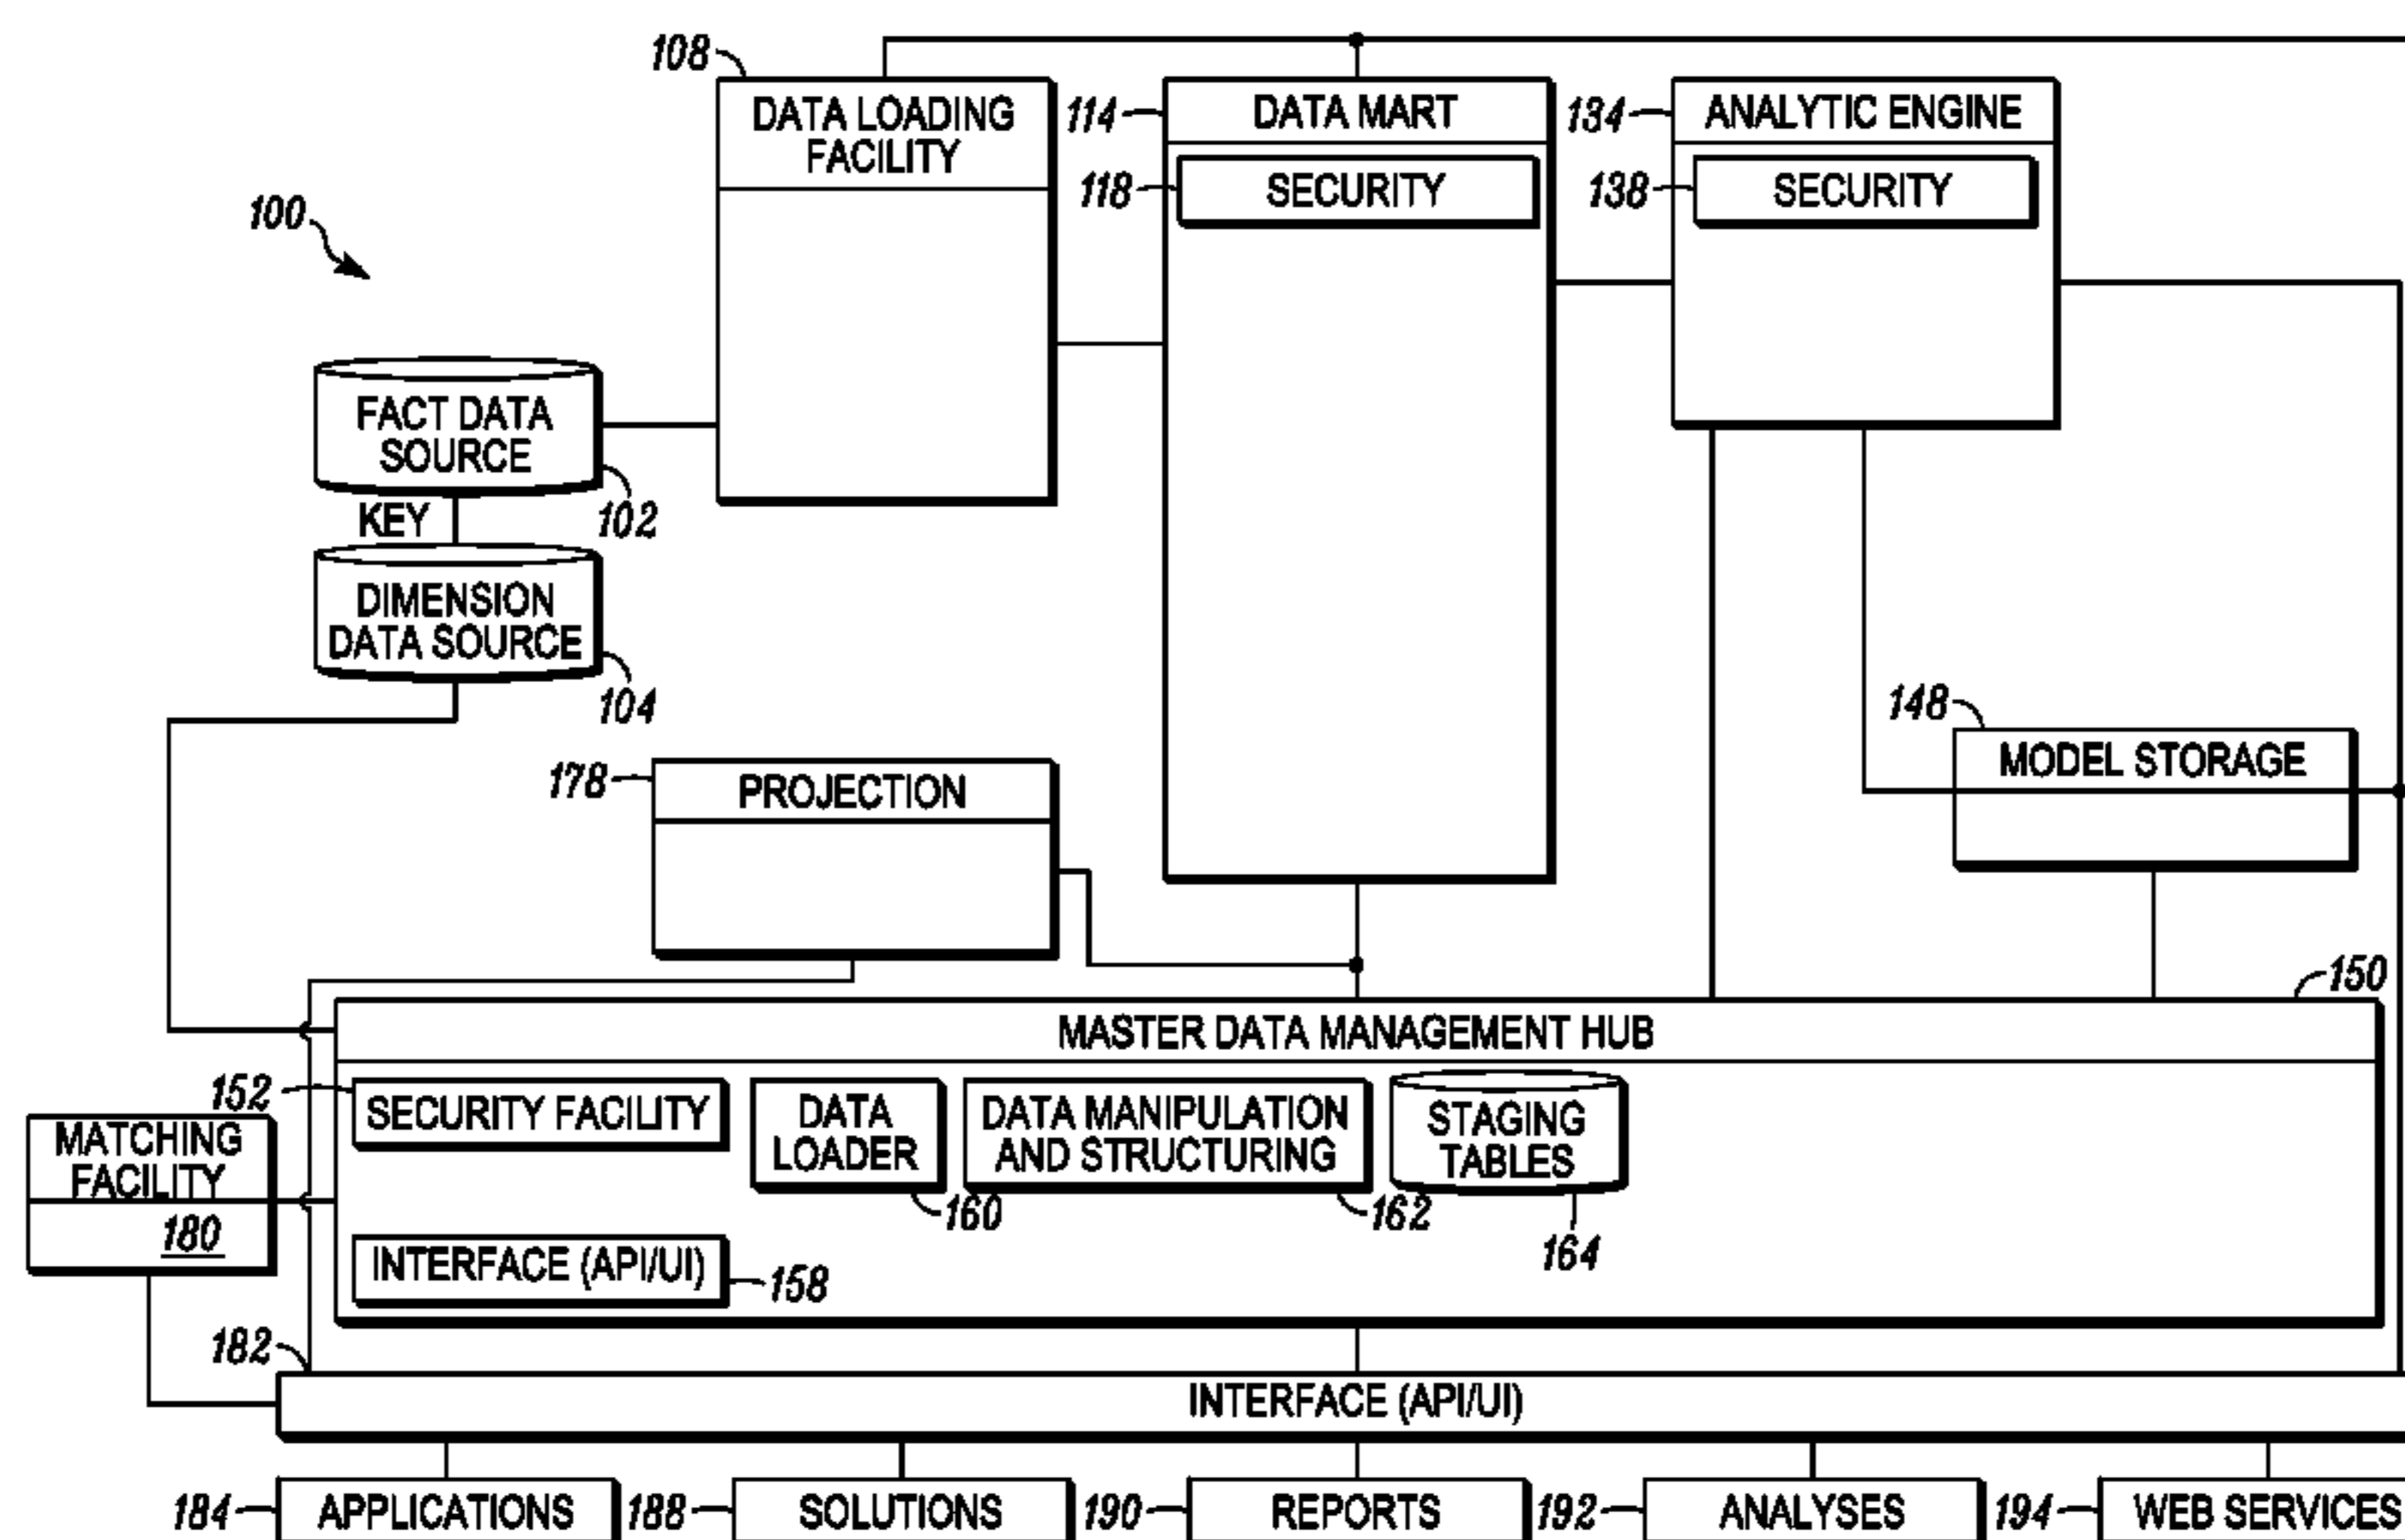 108
DATA LOADING
FACILITY
114
DATA MART
118
SECURITY
134
ANALYTIC ENGINE
138
SECURITY
100
FACT DATA
SOURCE
102
KEY
DIMENSION
DATA SOURCE
104
148
MODEL STORAGE
178
PROJECTION
150
MASTER DATA MANAGEMENT HUB
152
SECURITY FACILITY
DATA
LOADER
160
DATA MANIPULATION
AND STRUCTURING
162
STAGING
TABLES
164
MATCHING
FACILITY
180
INTERFACE (API/UI)
158
182
INTERFACE (API/UI)
184
APPLICATIONS
188
SOLUTIONS
190
REPORTS
192
ANALYSES
194
WEB SERVICES